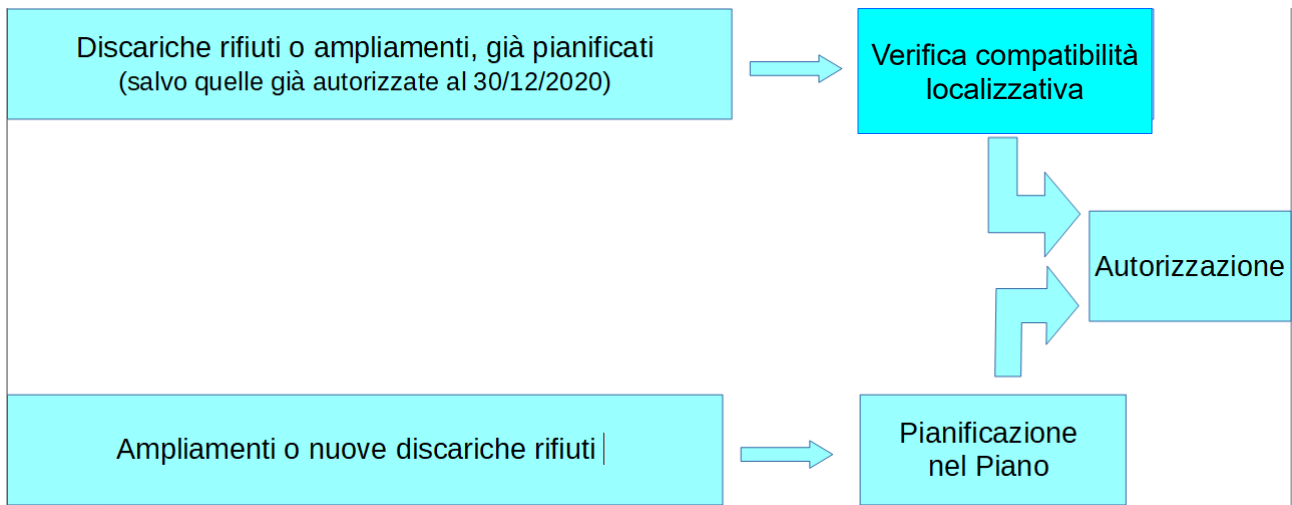 Discariche rifiuti o ampliamenti, già pianificati
(salvo quelle già autorizzate al 30/12/2020)
Verifica compatibilità
localizzativa
Autorizzazione
Ampliamenti o nuove discariche rifiuti
Pianificazione
nel Piano